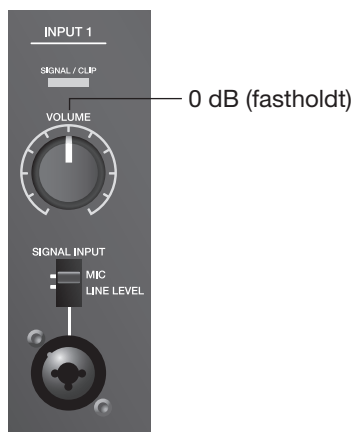 INPUT 1
SIGNAL / CLIP
0 dB (fastholdt)
VOLUME
SIGNAL INPUT
MIC
LINE LEVEL